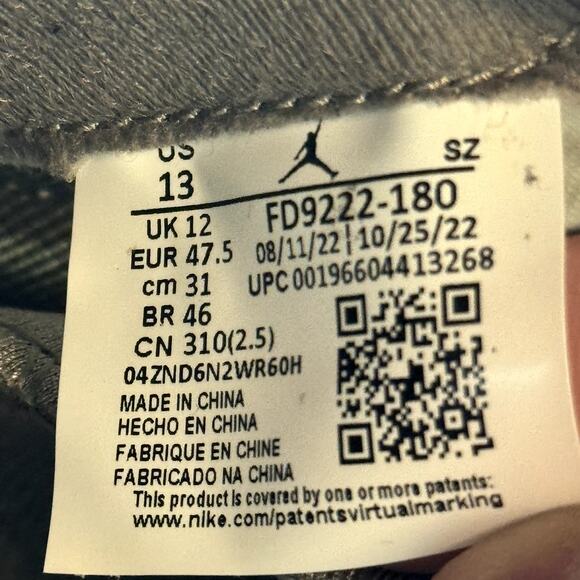 US SZ
13
UK 12 FD9222-180
EUR 47.5 08/11/22 | 10/25/22
cm 31 UPC 00196604413268
BR 46
CN 310(2.5)
04ZND6N2WR60H
MADE IN CHINA
HECHO EN CHINA
FABRIQUE EN CHINE
FABRICADO NA CHINA
This product is covered by one or more patents:
www.nike.com/patentsvirtualmarking